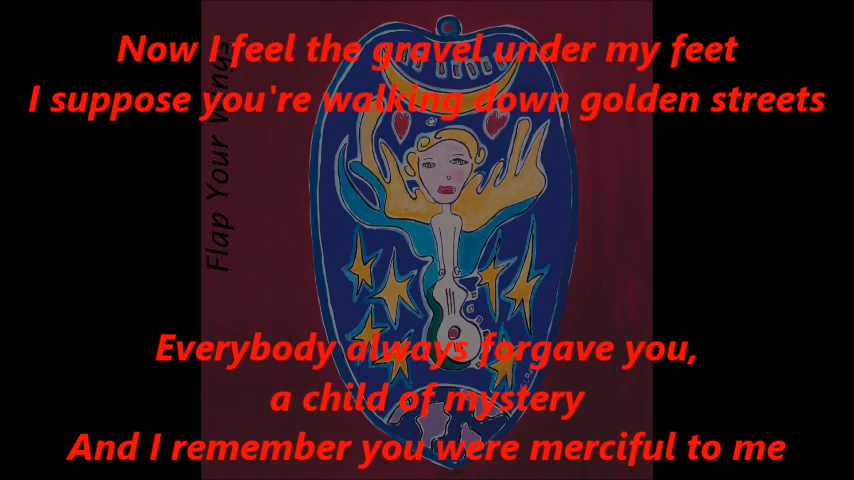 Now I feel the gravel under my feet
I suppose you're walking down golden streets
Flap Your Wings
Everybody always forgave you,
a child of mystery
And I remember you were merciful to me